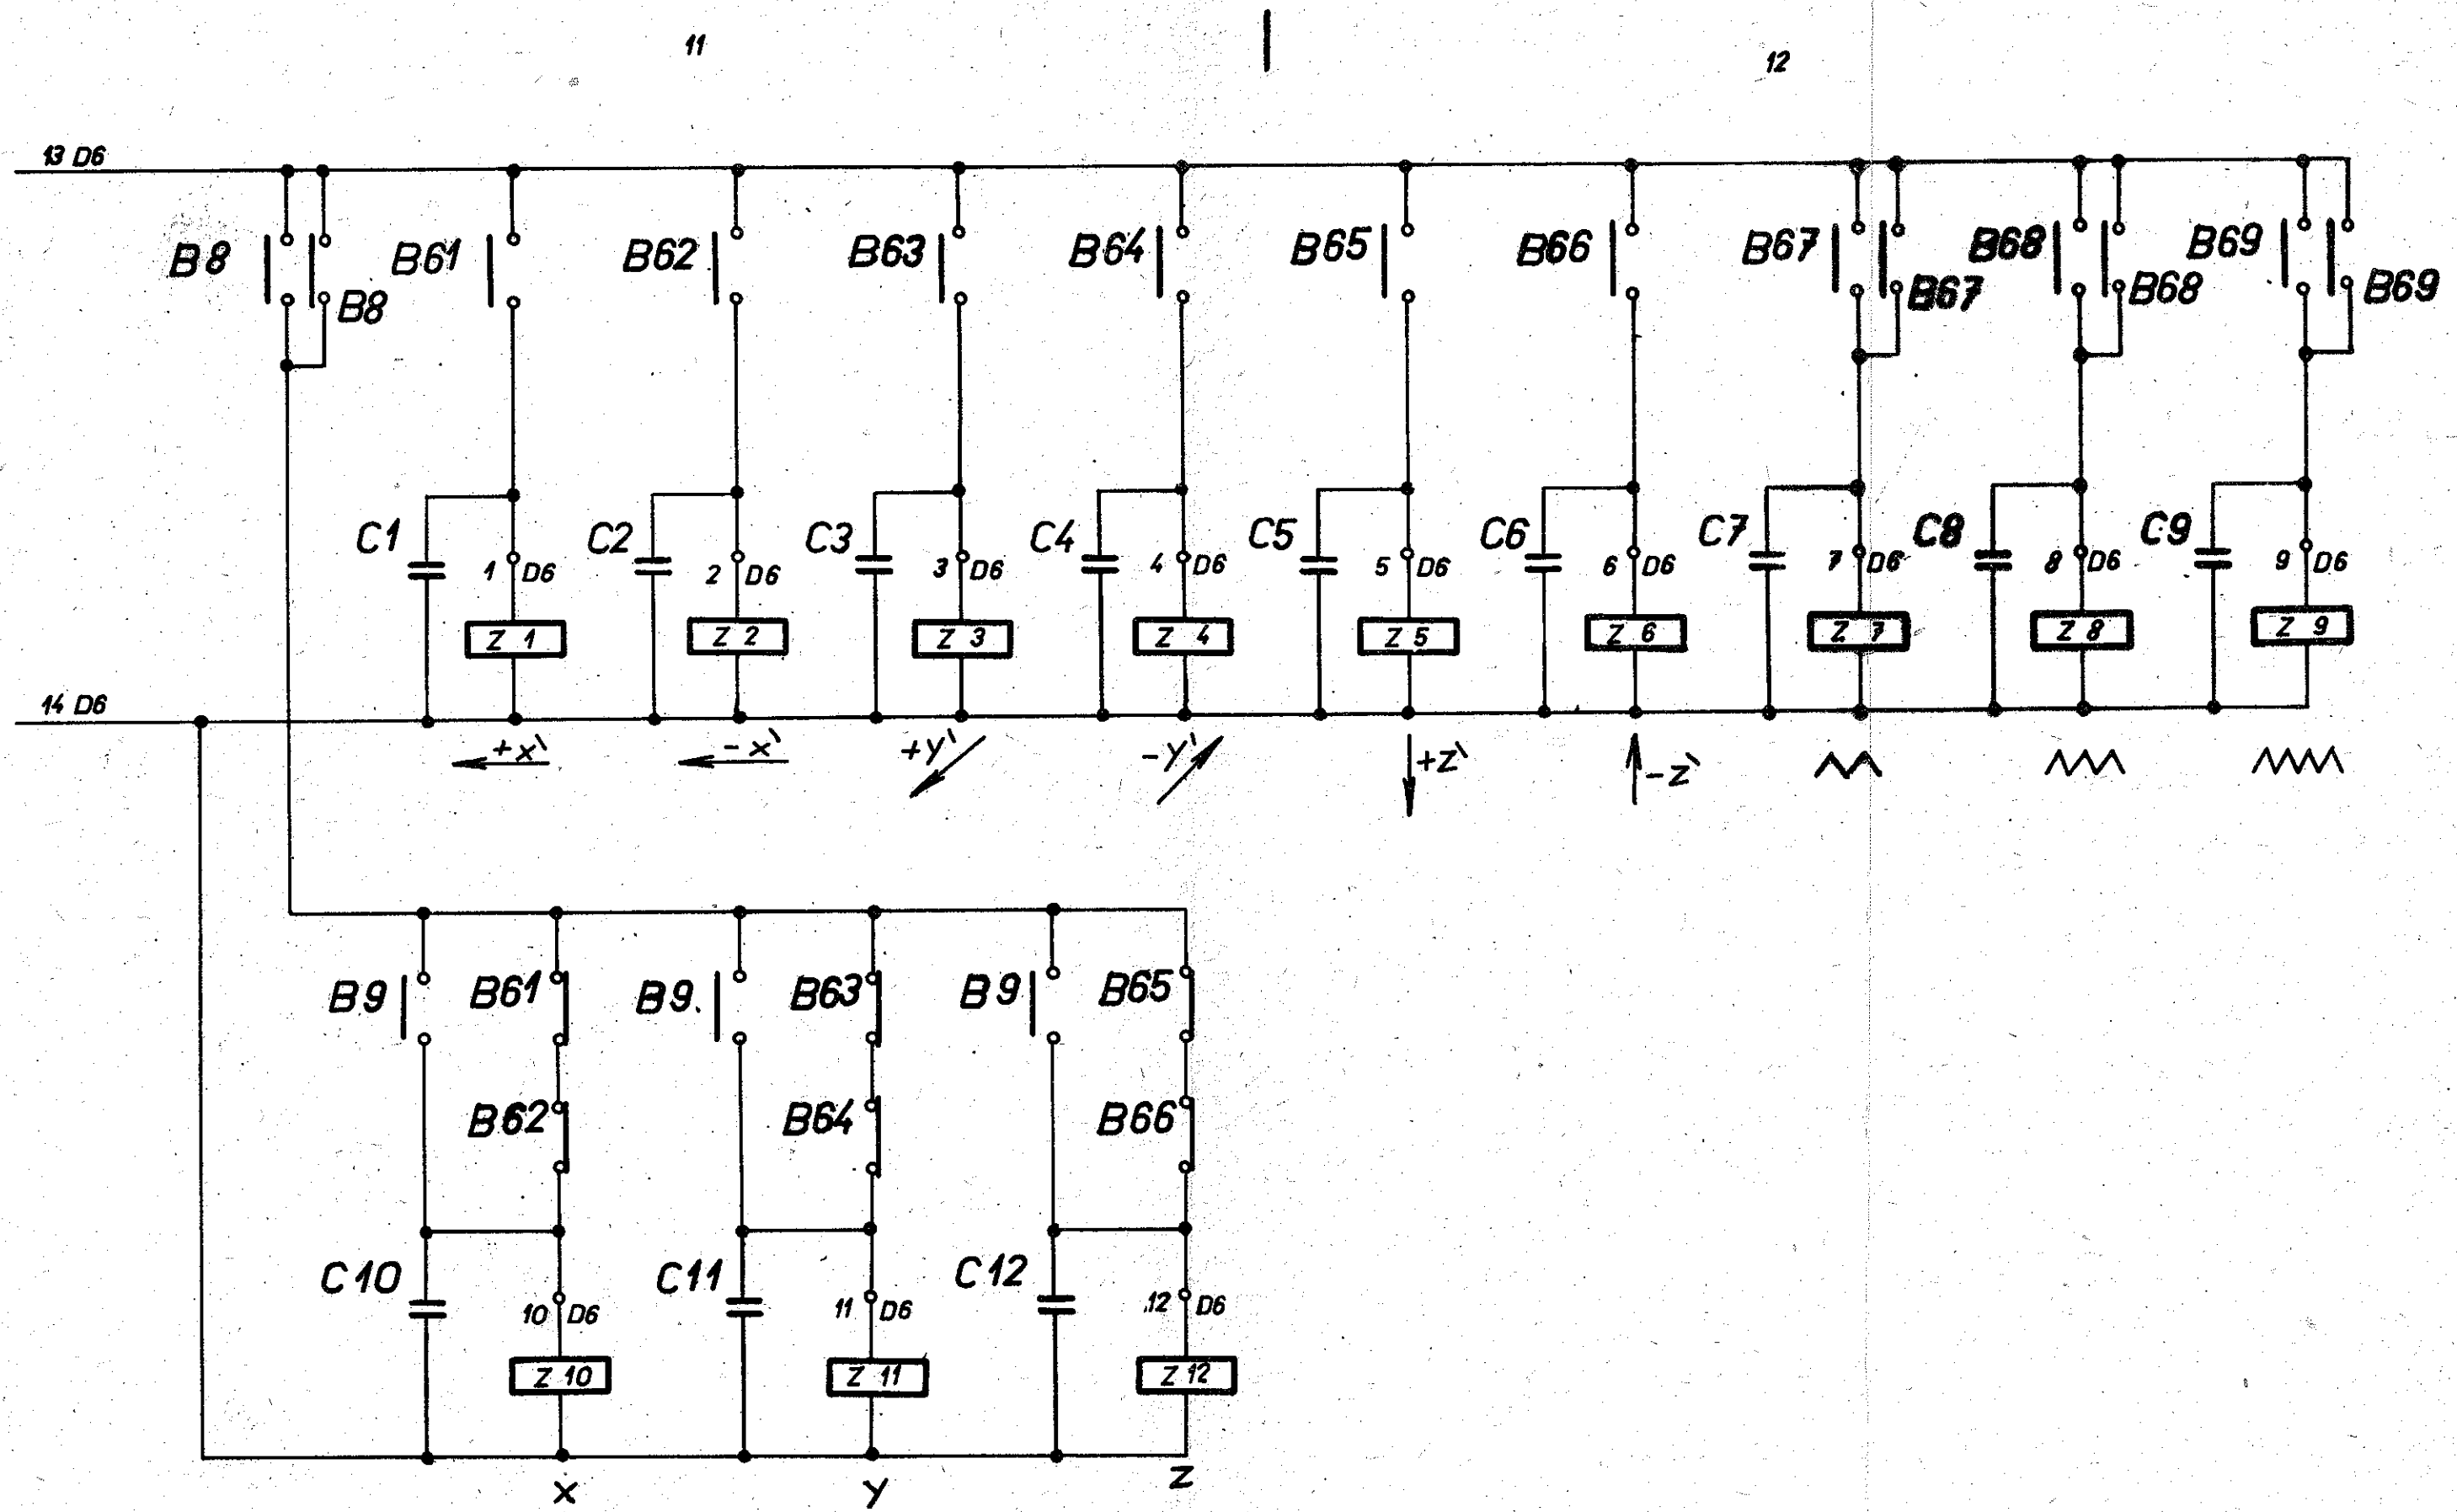 11 12
13 D6
B8 B61 B62 B63 B64 B65 B66 B67 B68 B69
B8 B67 B68 B69
C1 C2 C3 C4 C5 C6 C7 C8 C9
1 D6 2 D6 3 D6 4 D6 5 D6 6 D6 7 D6 8 D6 9 D6
Z 1 Z 2 Z 3 Z 4 Z 5 Z 6 Z 7 Z 8 Z 9
14 D6
+x` -x` +y` -y` +z` -z`
B9 B61 B9. B63 B9 B65
B62 B64 B66
C10 C11 C12
10 D6 11 D6 12 D6
Z 10 Z 11 Z 12
X Y Z